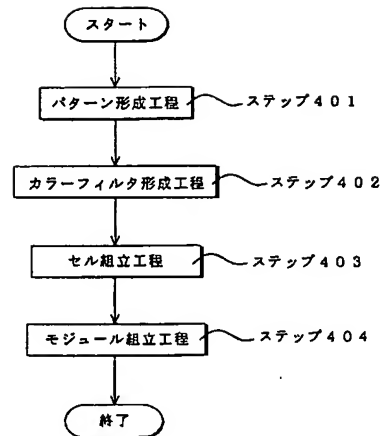 スタート
パターン形成工程 ステップ401
カラーフィルタ形成工程 ステップ402
セル組立工程 ステップ403
モジュール組立工程 ステップ404
終了